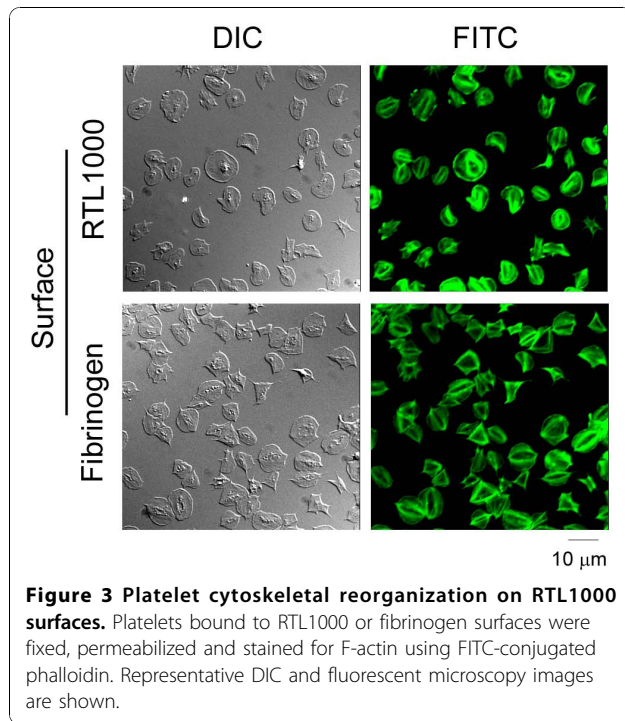 DIC FITC
Surface
RTL1000
Fibrinogen
10 μm
Figure 3 Platelet cytoskeletal reorganization on RTL1000
surfaces. Platelets bound to RTL1000 or fibrinogen surfaces were
fixed, permeabilized and stained for F-actin using FITC-conjugated
phalloidin. Representative DIC and fluorescent microscopy images
are shown.